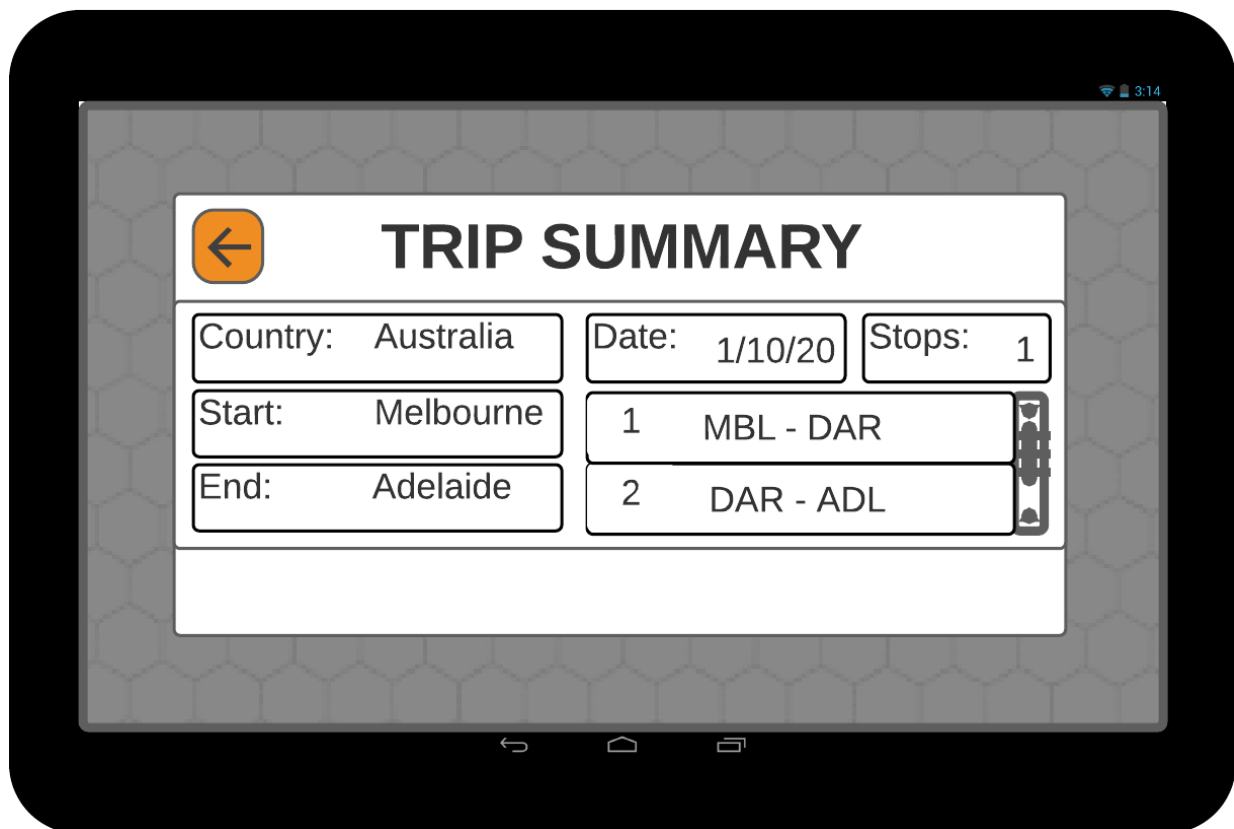 3:14
TRIP SUMMARY
Country: Australia
Date: 1/10/20
Stops: 1
Start: Melbourne
End: Adelaide
1 MBL - DAR
2 DAR - ADL